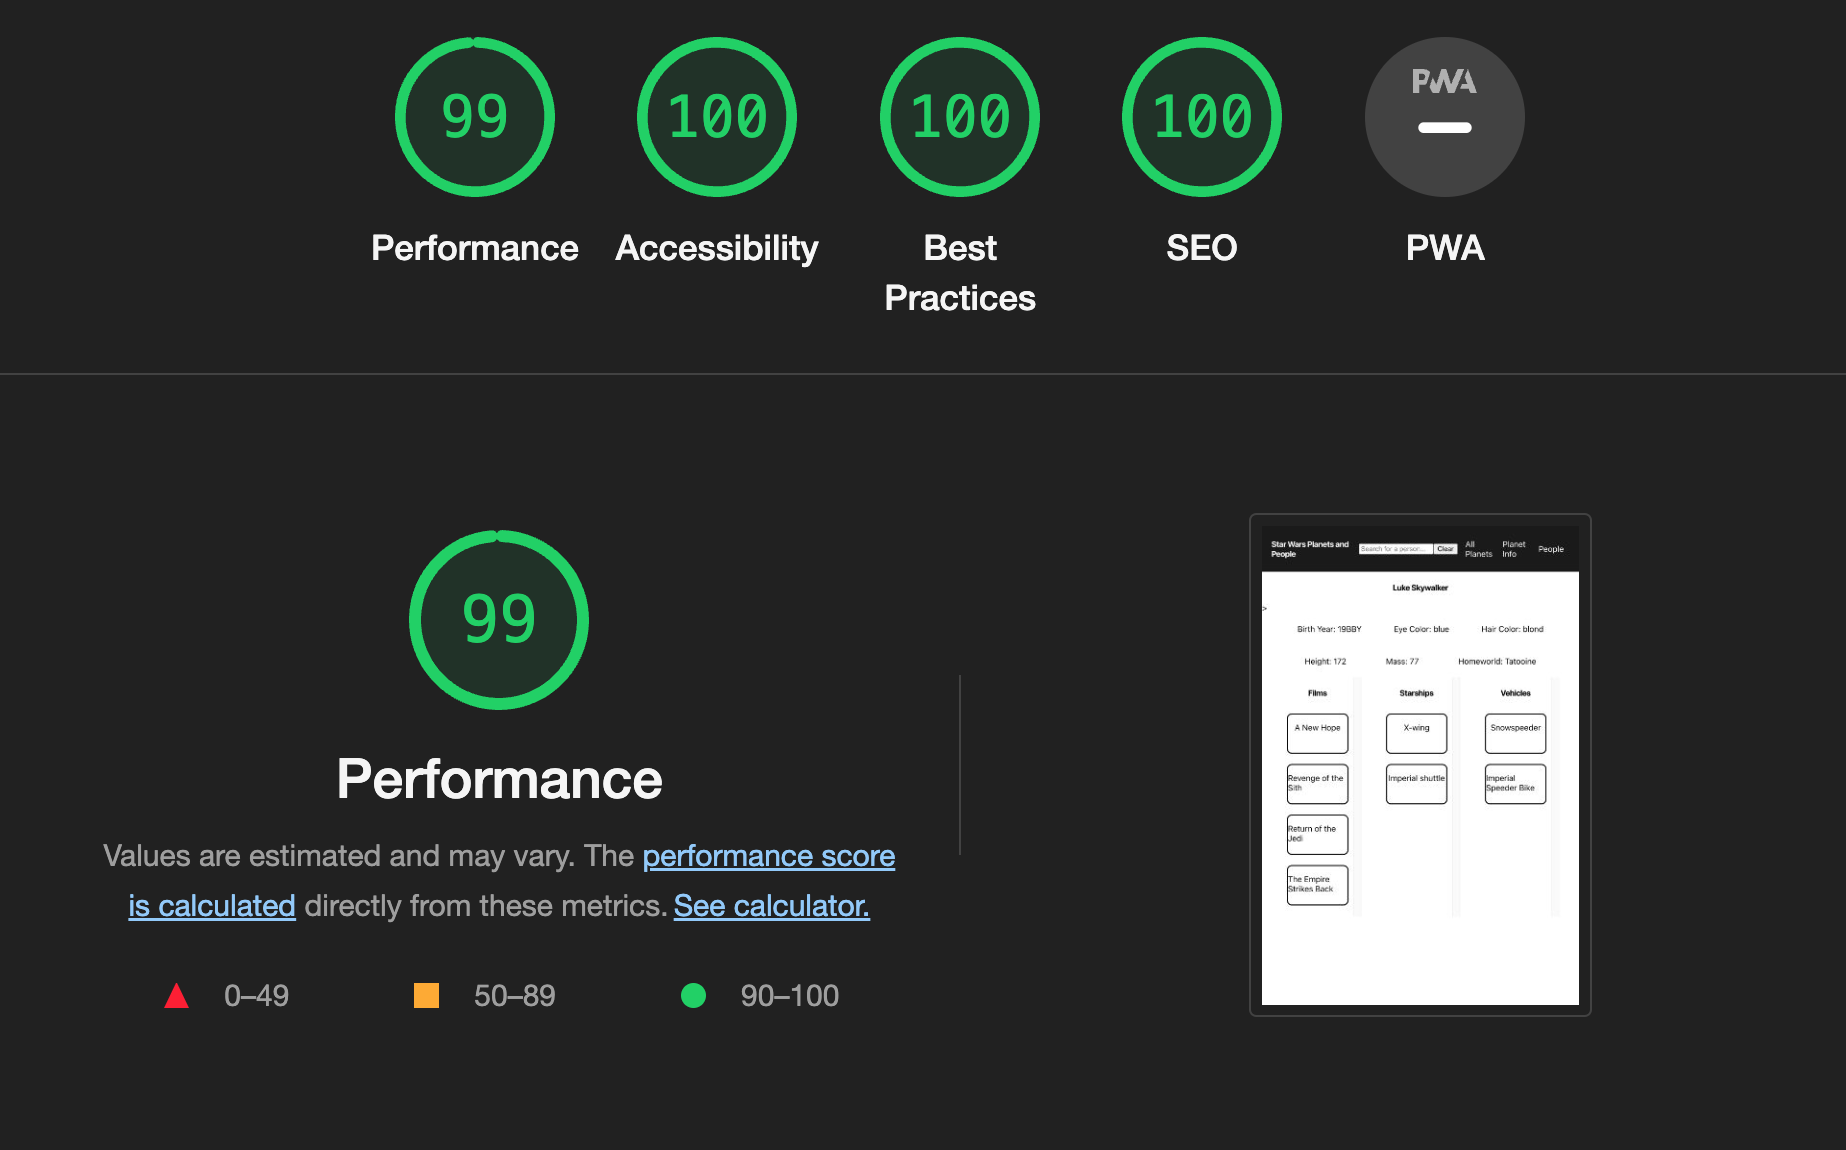 99
100
100
100
PWA
Performance
Accessibility
Best
Practices
SEO
PWA
99
Performance
Values are estimated and may vary. The performance score
is calculated directly from these metrics. See calculator.
0–49
50–89
90–100
Star Wars Planets and
People
Search for a person...
Clear
All
Planets
Planet
Info
People
Luke Skywalker
>
Birth Year: 19BBY
Eye Color: blue
Hair Color: blond
Height: 172
Mass: 77
Homeworld: Tatooine
Films
Starships
Vehicles
A New Hope
X-wing
Snowspeeder
Revenge of the
Sith
Imperial shuttle
Imperial
Speeder Bike
Return of the
Jedi
The Empire
Strikes Back